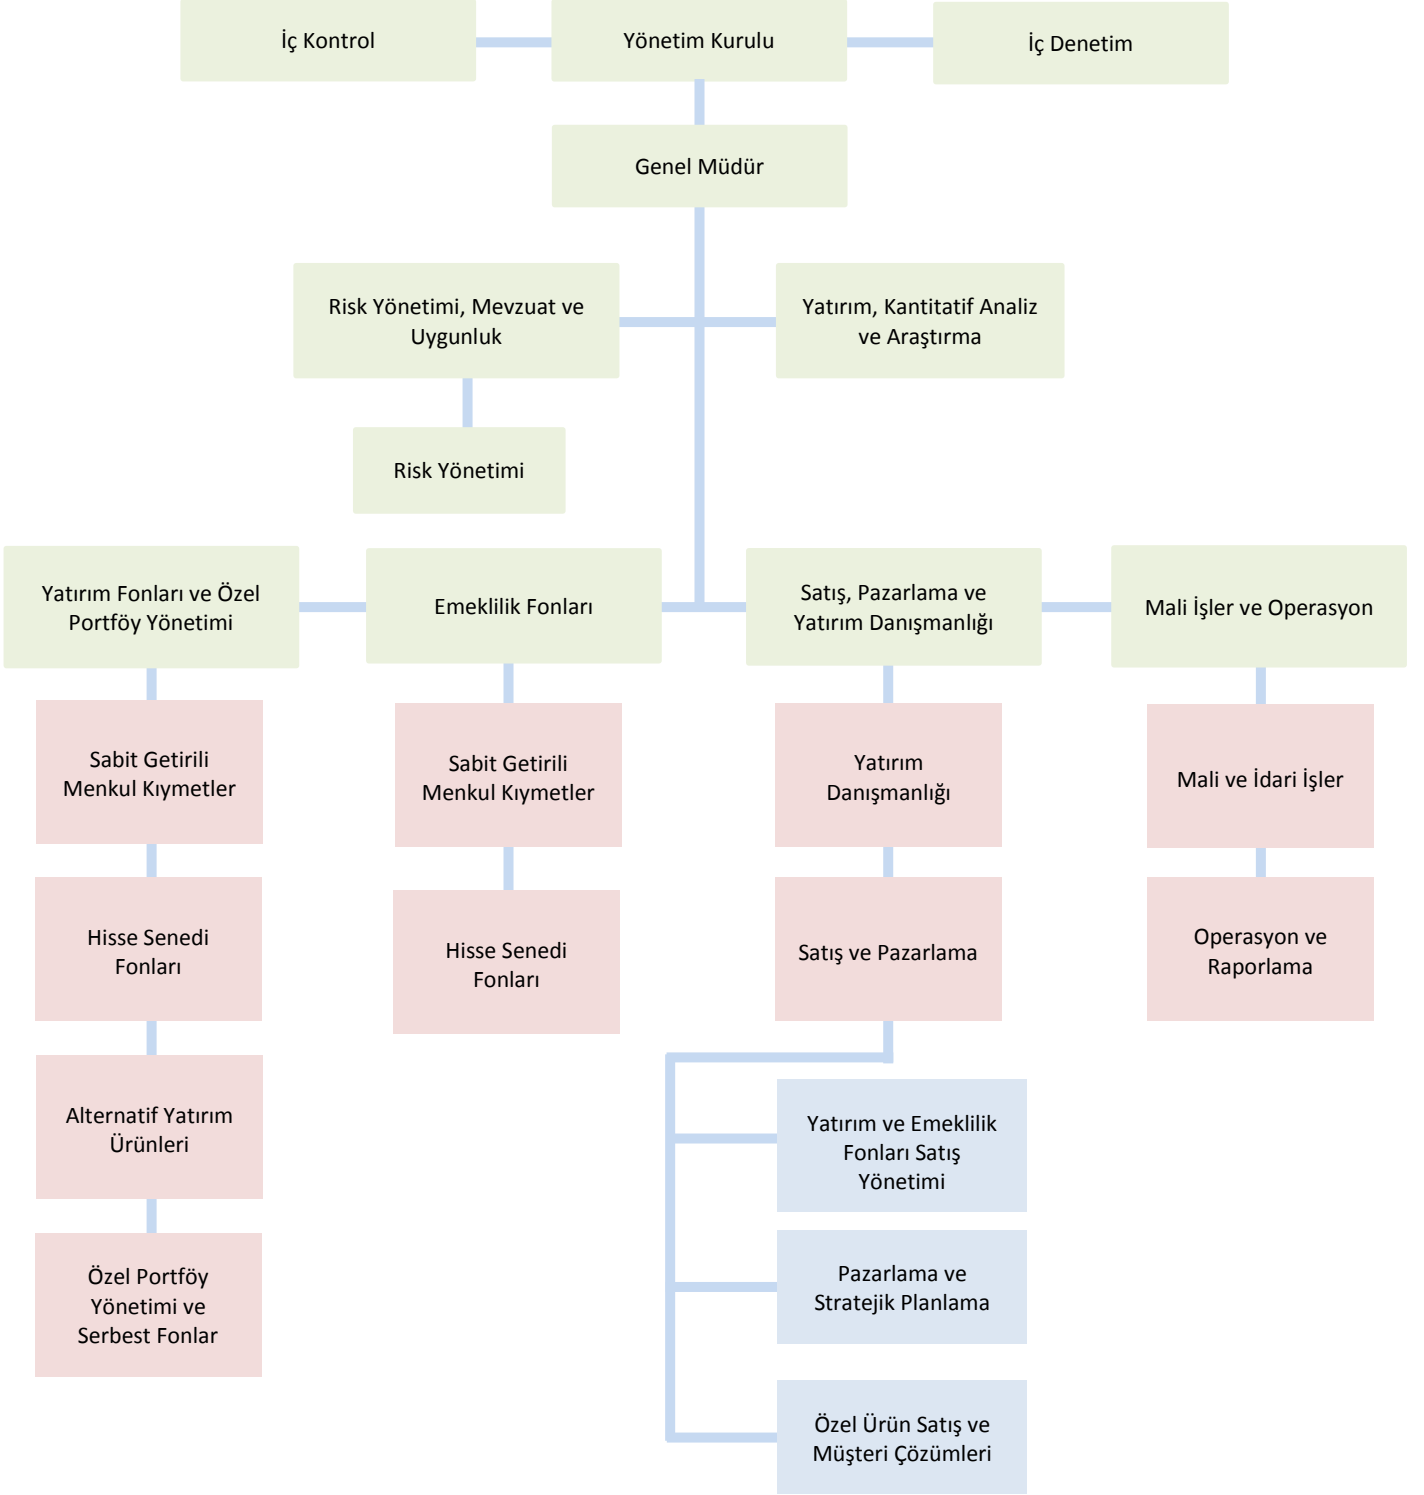 İç Kontrol
Yönetim Kurulu
İç Denetim
Genel Müdür
Risk Yönetimi, Mevzuat ve
Uygunluk
Yatırım, Kantitatif Analiz
ve Araştırma
Risk Yönetimi
Yatırım Fonları ve Özel
Portföy Yönetimi
Emeklilik Fonları
Satış, Pazarlama ve
Yatırım Danışmanlığı
Mali İşler ve Operasyon
Sabit Getirili
Menkul Kıymetler
Sabit Getirili
Menkul Kıymetler
Yatırım
Danışmanlığı
Mali ve İdari İşler
Hisse Senedi
Fonları
Hisse Senedi
Fonları
Satış ve Pazarlama
Operasyon ve
Raporlama
Alternatif Yatırım
Ürünleri
Yatırım ve Emeklilik
Fonları Satış
Yönetimi
Özel Portföy
Yönetimi ve
Serbest Fonlar
Pazarlama ve
Stratejik Planlama
Özel Ürün Satış ve
Müşteri Çözümleri